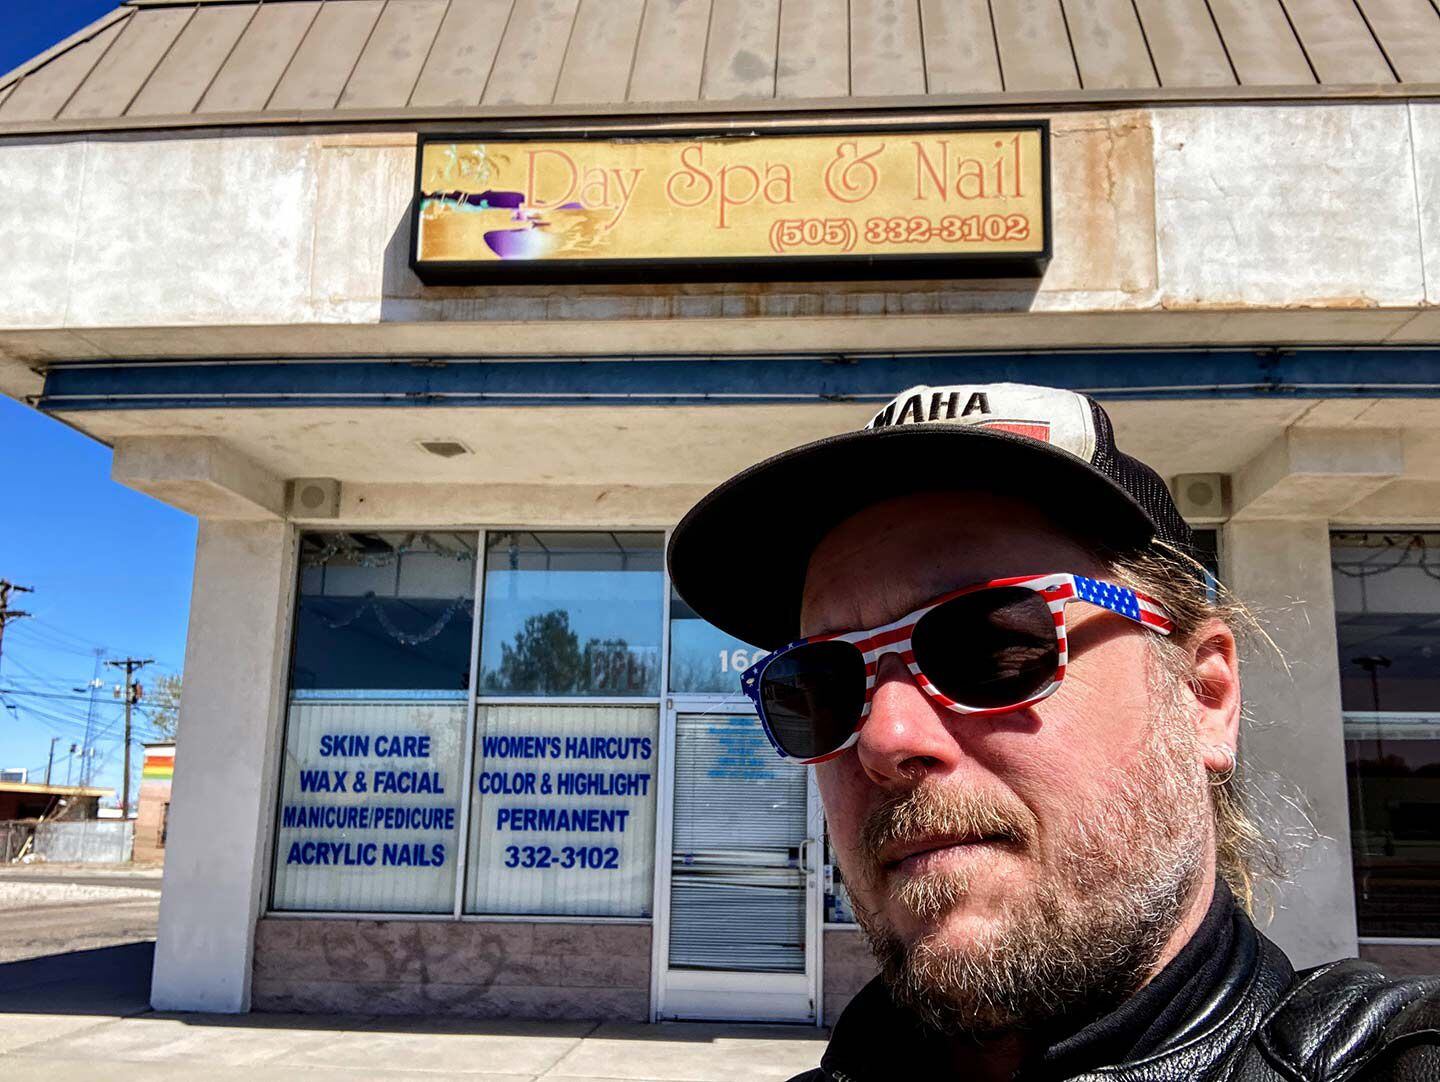 Day Spa & Nail
(505) 332-3102
MAHA
SKIN CARE
WAX & FACIAL
MANICURE/PEDICURE
ACRYLIC NAILS
WOMEN'S HAIRCUTS
COLOR & HIGHLIGHT
PERMANENT
332-3102